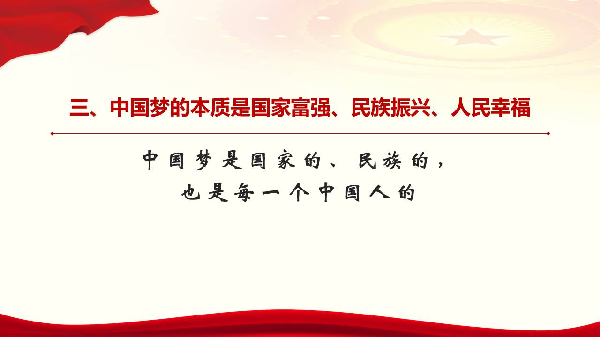 三、中国梦的本质是国家富强、民族振兴、人民幸福
中国梦是国家的、民族的，
也是每一个中国人的